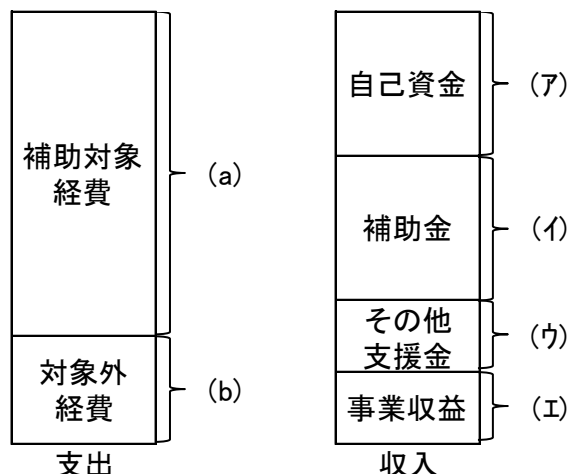 補助対象
経費
(a)
対象外
経費
(b)
支出
自己資金
(ア)
補助金
(イ)
その他
支援金
(ウ)
事業収益
(エ)
収入